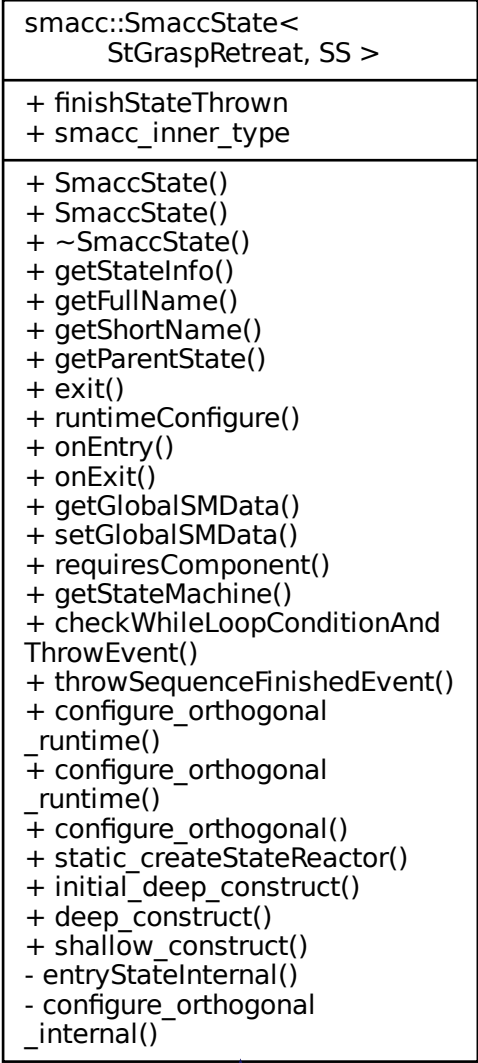 smacc::SmaccState<
StGraspRetreat, SS >
+ finishStateThrown
+ smacc_inner_type
+ SmaccState()
+ SmaccState()
+ ~SmaccState()
+ getStateInfo()
+ getFullName()
+ getShortName()
+ getParentState()
+ exit()
+ runtimeConfigure()
+ onEntry()
+ onExit()
+ getGlobalSMData()
+ setGlobalSMData()
+ requiresComponent()
+ getStateMachine()
+ checkWhileLoopConditionAnd
ThrowEvent()
+ throwSequenceFinishedEvent()
+ configure_orthogonal
_runtime()
+ configure_orthogonal
_runtime()
+ configure_orthogonal()
+ static_createStateReactor()
+ initial_deep_construct()
+ deep_construct()
+ shallow_construct()
- entryStateInternal()
- configure_orthogonal
_internal()